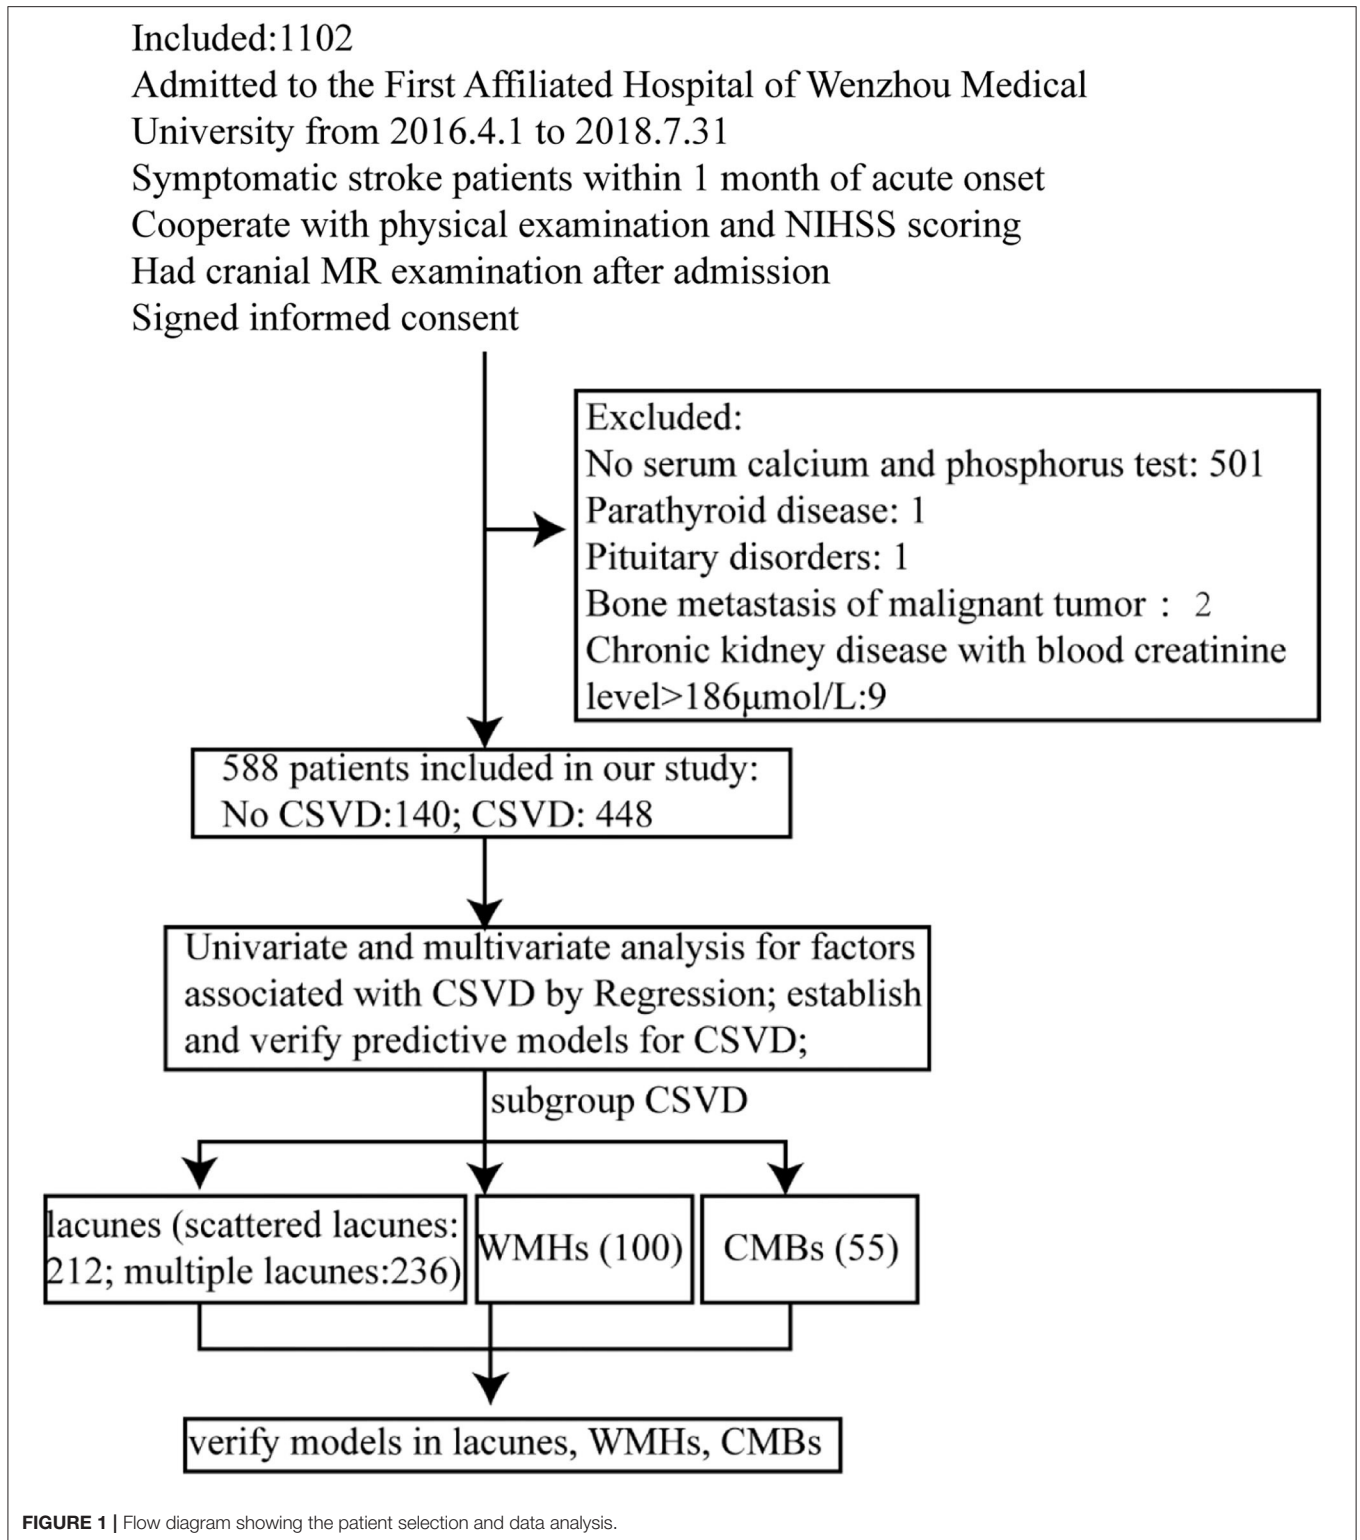 Included:1102
Admitted to the First Affiliated Hospital of Wenzhou Medical
University from 2016.4.1 to 2018.7.31
Symptomatic stroke patients within 1 month of acute onset
Cooperate with physical examination and NIHSS scoring
Had cranial MR examination after admission
Signed informed consent
Excluded:
No serum calcium and phosphorus test: 501
Parathyroid disease: 1
Pituitary disorders: 1
Bone metastasis of malignant tumor： 2
Chronic kidney disease with blood creatinine
level>186μmol/L:9
588 patients included in our study:
No CSVD:140; CSVD: 448
Univariate and multivariate analysis for factors
associated with CSVD by Regression; establish
and verify predictive models for CSVD;
subgroup CSVD
lacunes (scattered lacunes:
212; multiple lacunes:236)
WMHs (100)
CMBs (55)
verify models in lacunes, WMHs, CMBs
FIGURE 1 | Flow diagram showing the patient selection and data analysis.